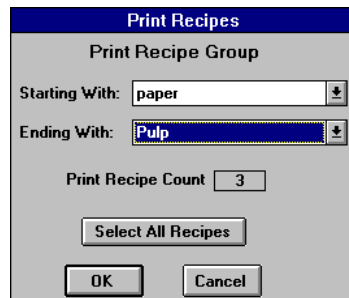 Print Recipes
Print Recipe Group
Starting With: paper
Ending With: Pulp
Print Recipe Count 3
Select All Recipes
OK Cancel